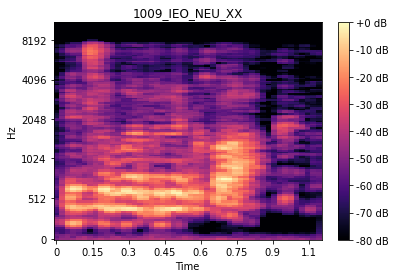 1009_IEO_NEU_XX
+0 dB
8192
-10 dB
4096
-20 dB
-30 dB
2048
Hz
-40 dB
1024
-50 dB
-60 dB
512
-70 dB
0
-80 dB
0 0.15 0.3 0.45 0.6 0.75 0.9 1.1
Time